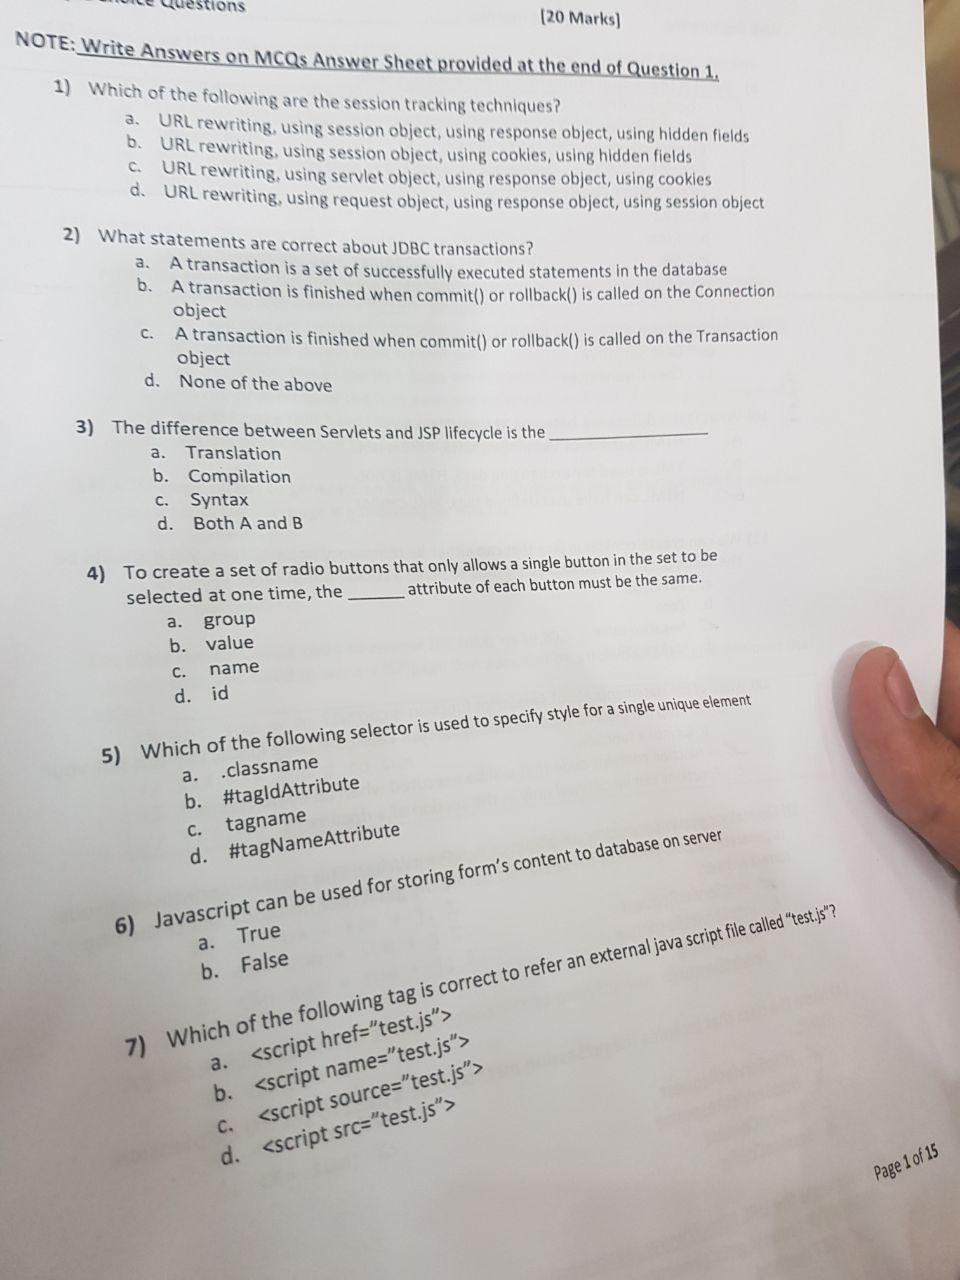 Questions
[20 Marks]
NOTE: Write Answers on MCQs Answer Sheet provided at the end of Question 1.
1) Which of the following are the session tracking techniques?
a. URL rewriting, using session object, using response object, using hidden fields
b. URL rewriting, using session object, using cookies, using hidden fields
c. URL rewriting, using servlet object, using response object, using cookies
d. URL rewriting, using request object, using response object, using session object
2) What statements are correct about JDBC transactions?
a. A transaction is a set of successfully executed statements in the database
b. A transaction is finished when commit() or rollback() is called on the Connection
object
c. A transaction is finished when commit() or rollback() is called on the Transaction
object
d. None of the above
3) The difference between Servlets and JSP lifecycle is the ________________
a. Translation
b. Compilation
c. Syntax
d. Both A and B
4) To create a set of radio buttons that only allows a single button in the set to be
selected at one time, the ______ attribute of each button must be the same.
a. group
b. value
c. name
d. id
5) Which of the following selector is used to specify style for a single unique element
a. .classname
b. #tagIdAttribute
c. tagname
d. #tagNameAttribute
6) Javascript can be used for storing form's content to database on server
a. True
b. False
7) Which of the following tag is correct to refer an external java script file called "test.js"?
a. <script href="test.js">
b. <script name="test.js">
c. <script source="test.js">
d. <script src="test.js">
Page 1 of 15